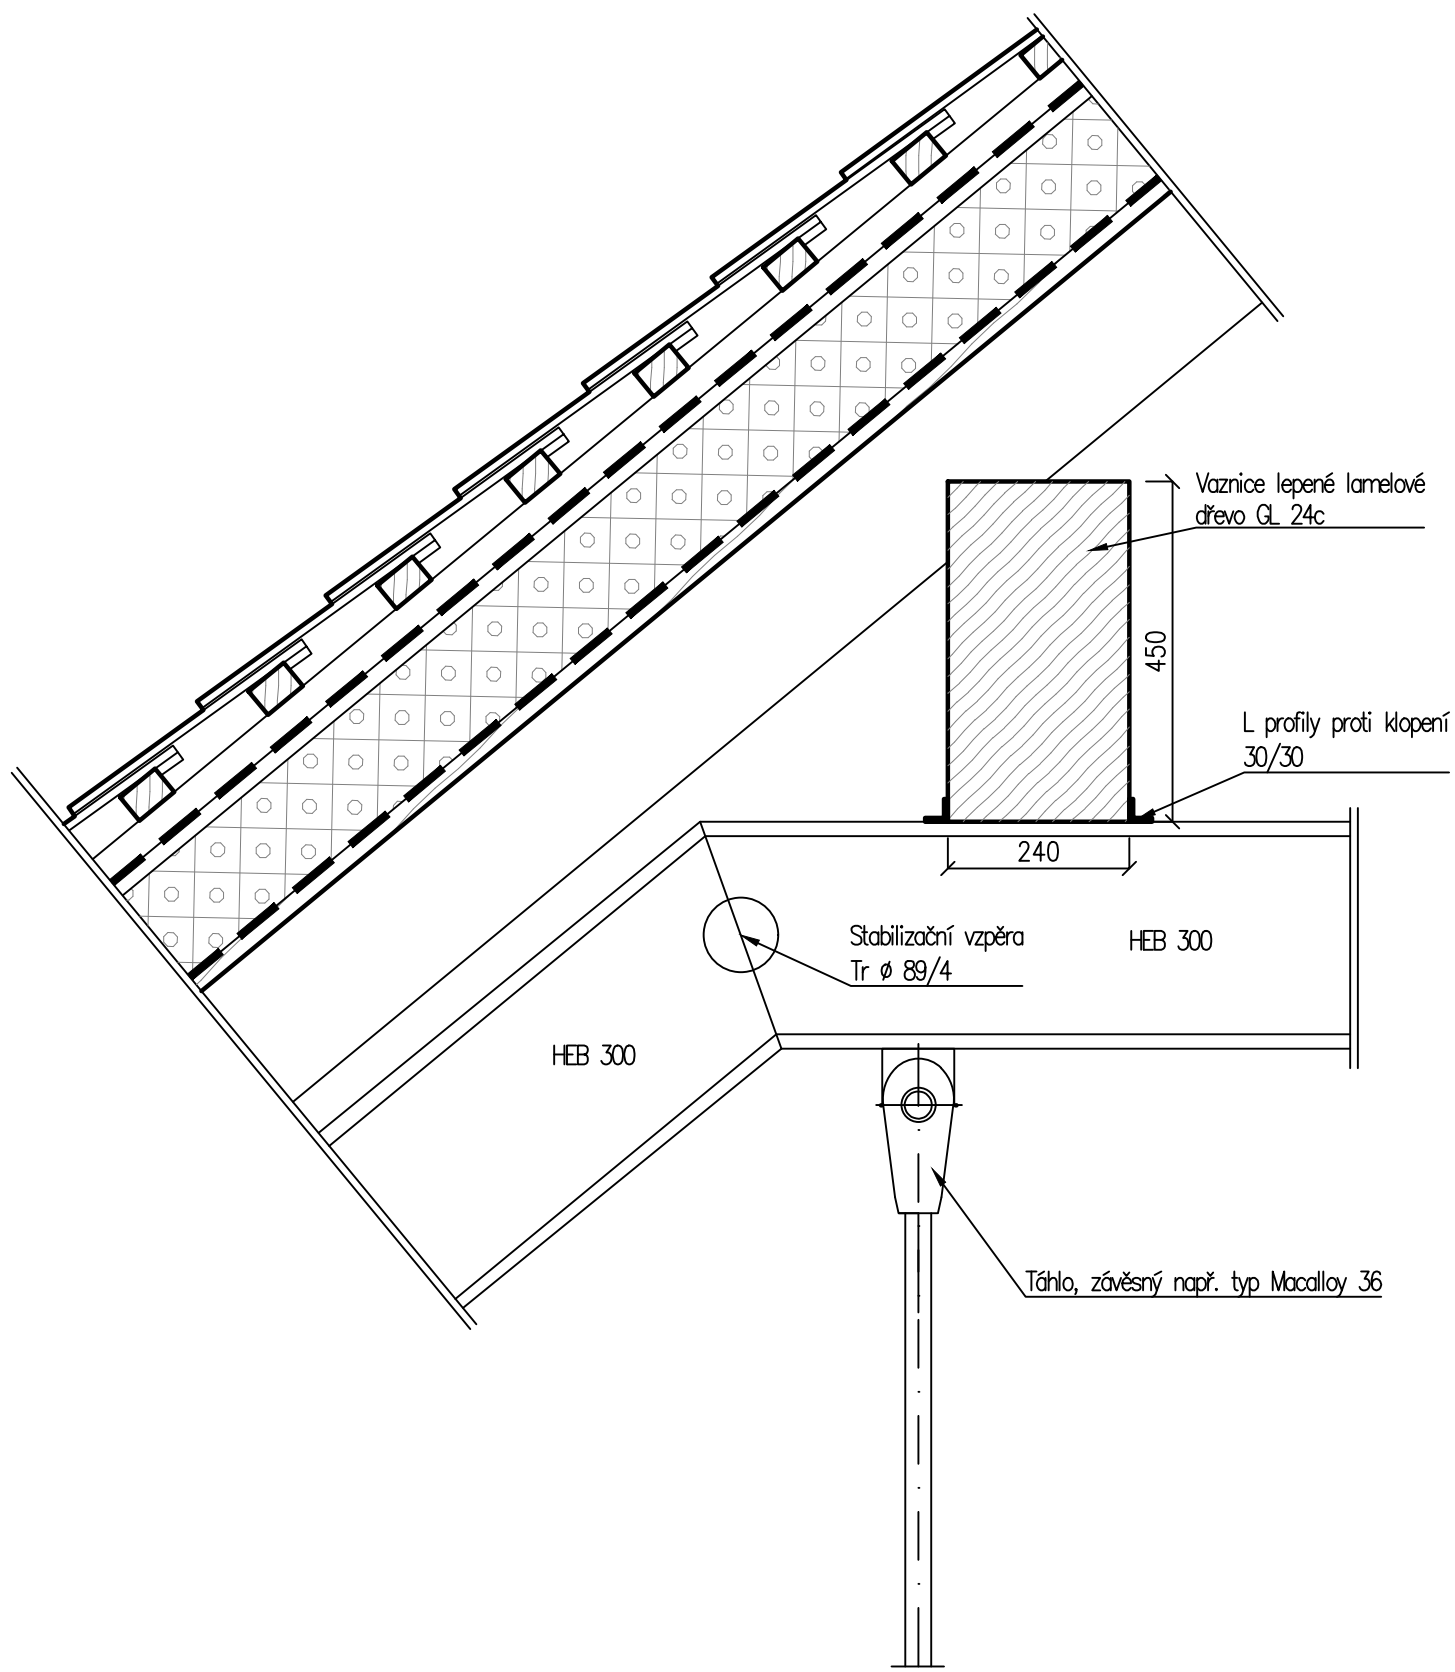 Vaznice lepené lamelové
dřevo GL 24c
450
L profily proti klopení
30/30
240
Stabilizační vzpěra
Tr ø 89/4
HEB 300
HEB 300
Táhlo, závěsný např. typ Macalloy 36